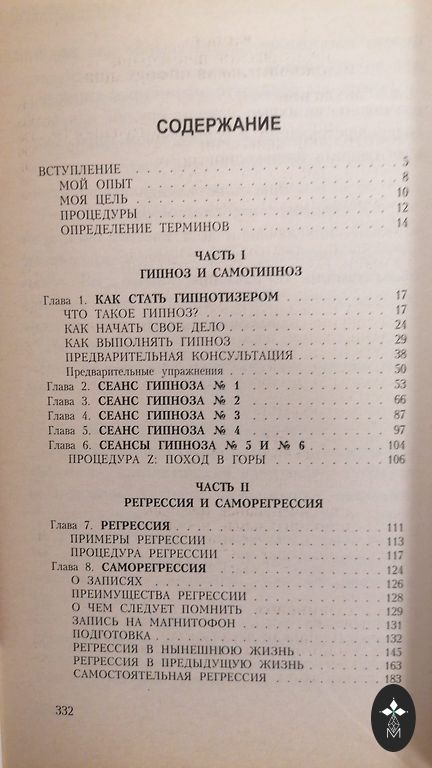 СОДЕРЖАНИЕ
ВСТУПЛЕНИЕ . . . . . . . . . . 5
МОЙ ОПЫТ . . . . . . . . . . 8
МОЯ ЦЕЛЬ . . . . . . . . . . 10
ПРОЦЕДУРЫ . . . . . . . . . . 12
ОПРЕДЕЛЕНИЕ ТЕРМИНОВ . . . . . . . . . . 14
ЧАСТЬ I
ГИПНОЗ И САМОГИПНОЗ
Глава 1. КАК СТАТЬ ГИПНОТИЗЕРОМ . . . . . . . . . . 17
ЧТО ТАКОЕ ГИПНОЗ? . . . . . . . . . . 17
КАК НАЧАТЬ СВОЕ ДЕЛО . . . . . . . . . . 24
КАК ВЫПОЛНЯТЬ ГИПНОЗ . . . . . . . . . . 29
ПРЕДВАРИТЕЛЬНАЯ КОНСУЛЬТАЦИЯ . . . . . . . . . . 38
Предварительные упражнения . . . . . . . . . . 50
Глава 2. СЕАНС ГИПНОЗА № 1 . . . . . . . . . . 53
Глава 3. СЕАНС ГИПНОЗА № 2 . . . . . . . . . . 66
Глава 4. СЕАНС ГИПНОЗА № 3 . . . . . . . . . . 87
Глава 5. СЕАНС ГИПНОЗА № 4 . . . . . . . . . . 97
Глава 6. СЕАНСЫ ГИПНОЗА № 5 И № 6 . . . . . . . . . . 104
ПРОЦЕДУРА Z: ПОХОД В ГОРЫ . . . . . . . . . . 106
ЧАСТЬ II
РЕГРЕССИЯ И САМОРЕГРЕССИЯ
Глава 7. РЕГРЕССИЯ . . . . . . . . . . 111
ПРИМЕРЫ РЕГРЕССИИ . . . . . . . . . . 113
ПРОЦЕДУРА РЕГРЕССИИ . . . . . . . . . . 117
Глава 8. САМОРЕГРЕССИЯ . . . . . . . . . . 124
О ЗАПИСЯХ . . . . . . . . . . 126
ПРЕИМУЩЕСТВА РЕГРЕССИИ . . . . . . . . . . 128
О ЧЕМ СЛЕДУЕТ ПОМНИТЬ . . . . . . . . . . 129
ЗАПИСЬ НА МАГНИТОФОН . . . . . . . . . . 131
ПОДГОТОВКА . . . . . . . . . . 132
РЕГРЕССИЯ В НЫНЕШНЮЮ ЖИЗНЬ . . . . . . . . . . 145
РЕГРЕССИЯ В ПРЕДЫДУЩУЮ ЖИЗНЬ . . . . . . . . . . 163
САМОСТОЯТЕЛЬНАЯ РЕГРЕССИЯ . . . . . . . . . . 183
332
М